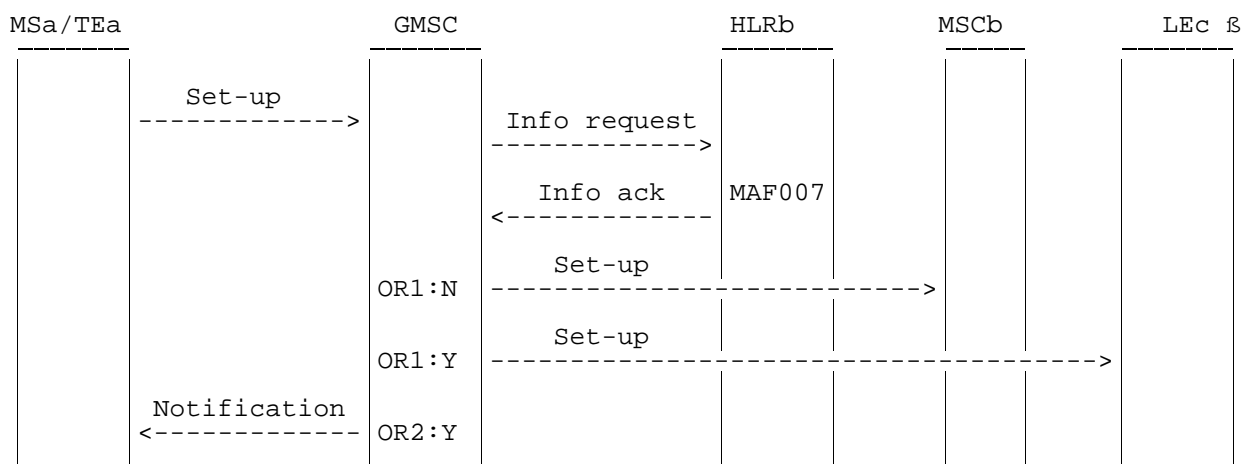 MSa/TEa GMSC HLRb MSCb LEc ß
Set-up
Info request
Info ack MAF007
Set-up
OR1:N
Set-up
OR1:Y
Notification
OR2:Y